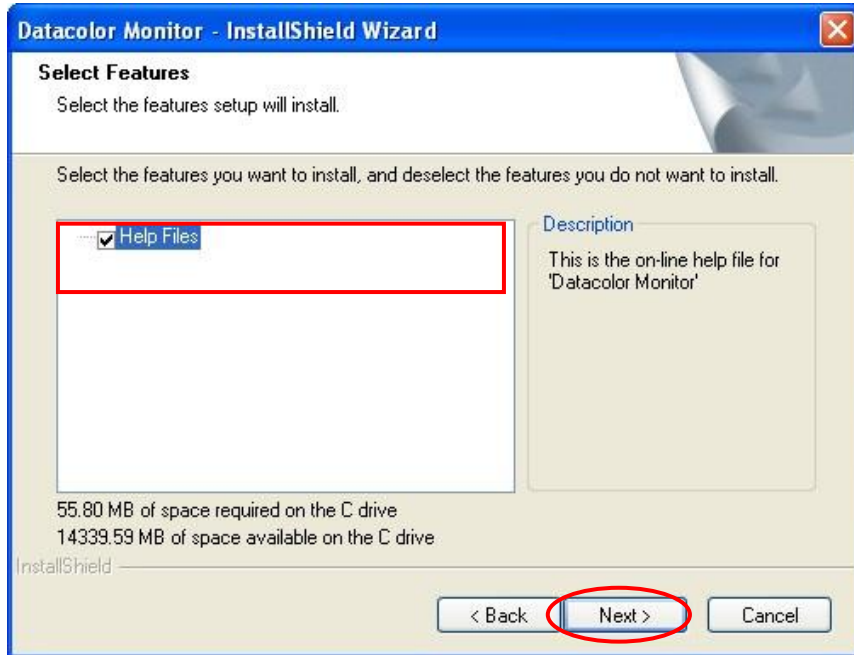 Datacolor Monitor - InstallShield Wizard
Select Features
Select the features setup will install.
Select the features you want to install, and deselect the features you do not want to install.
Help Files
Description
This is the on-line help file for
'Datacolor Monitor'
55.80 MB of space required on the C drive
14339.59 MB of space available on the C drive
InstallShield
< Back
Next >
Cancel